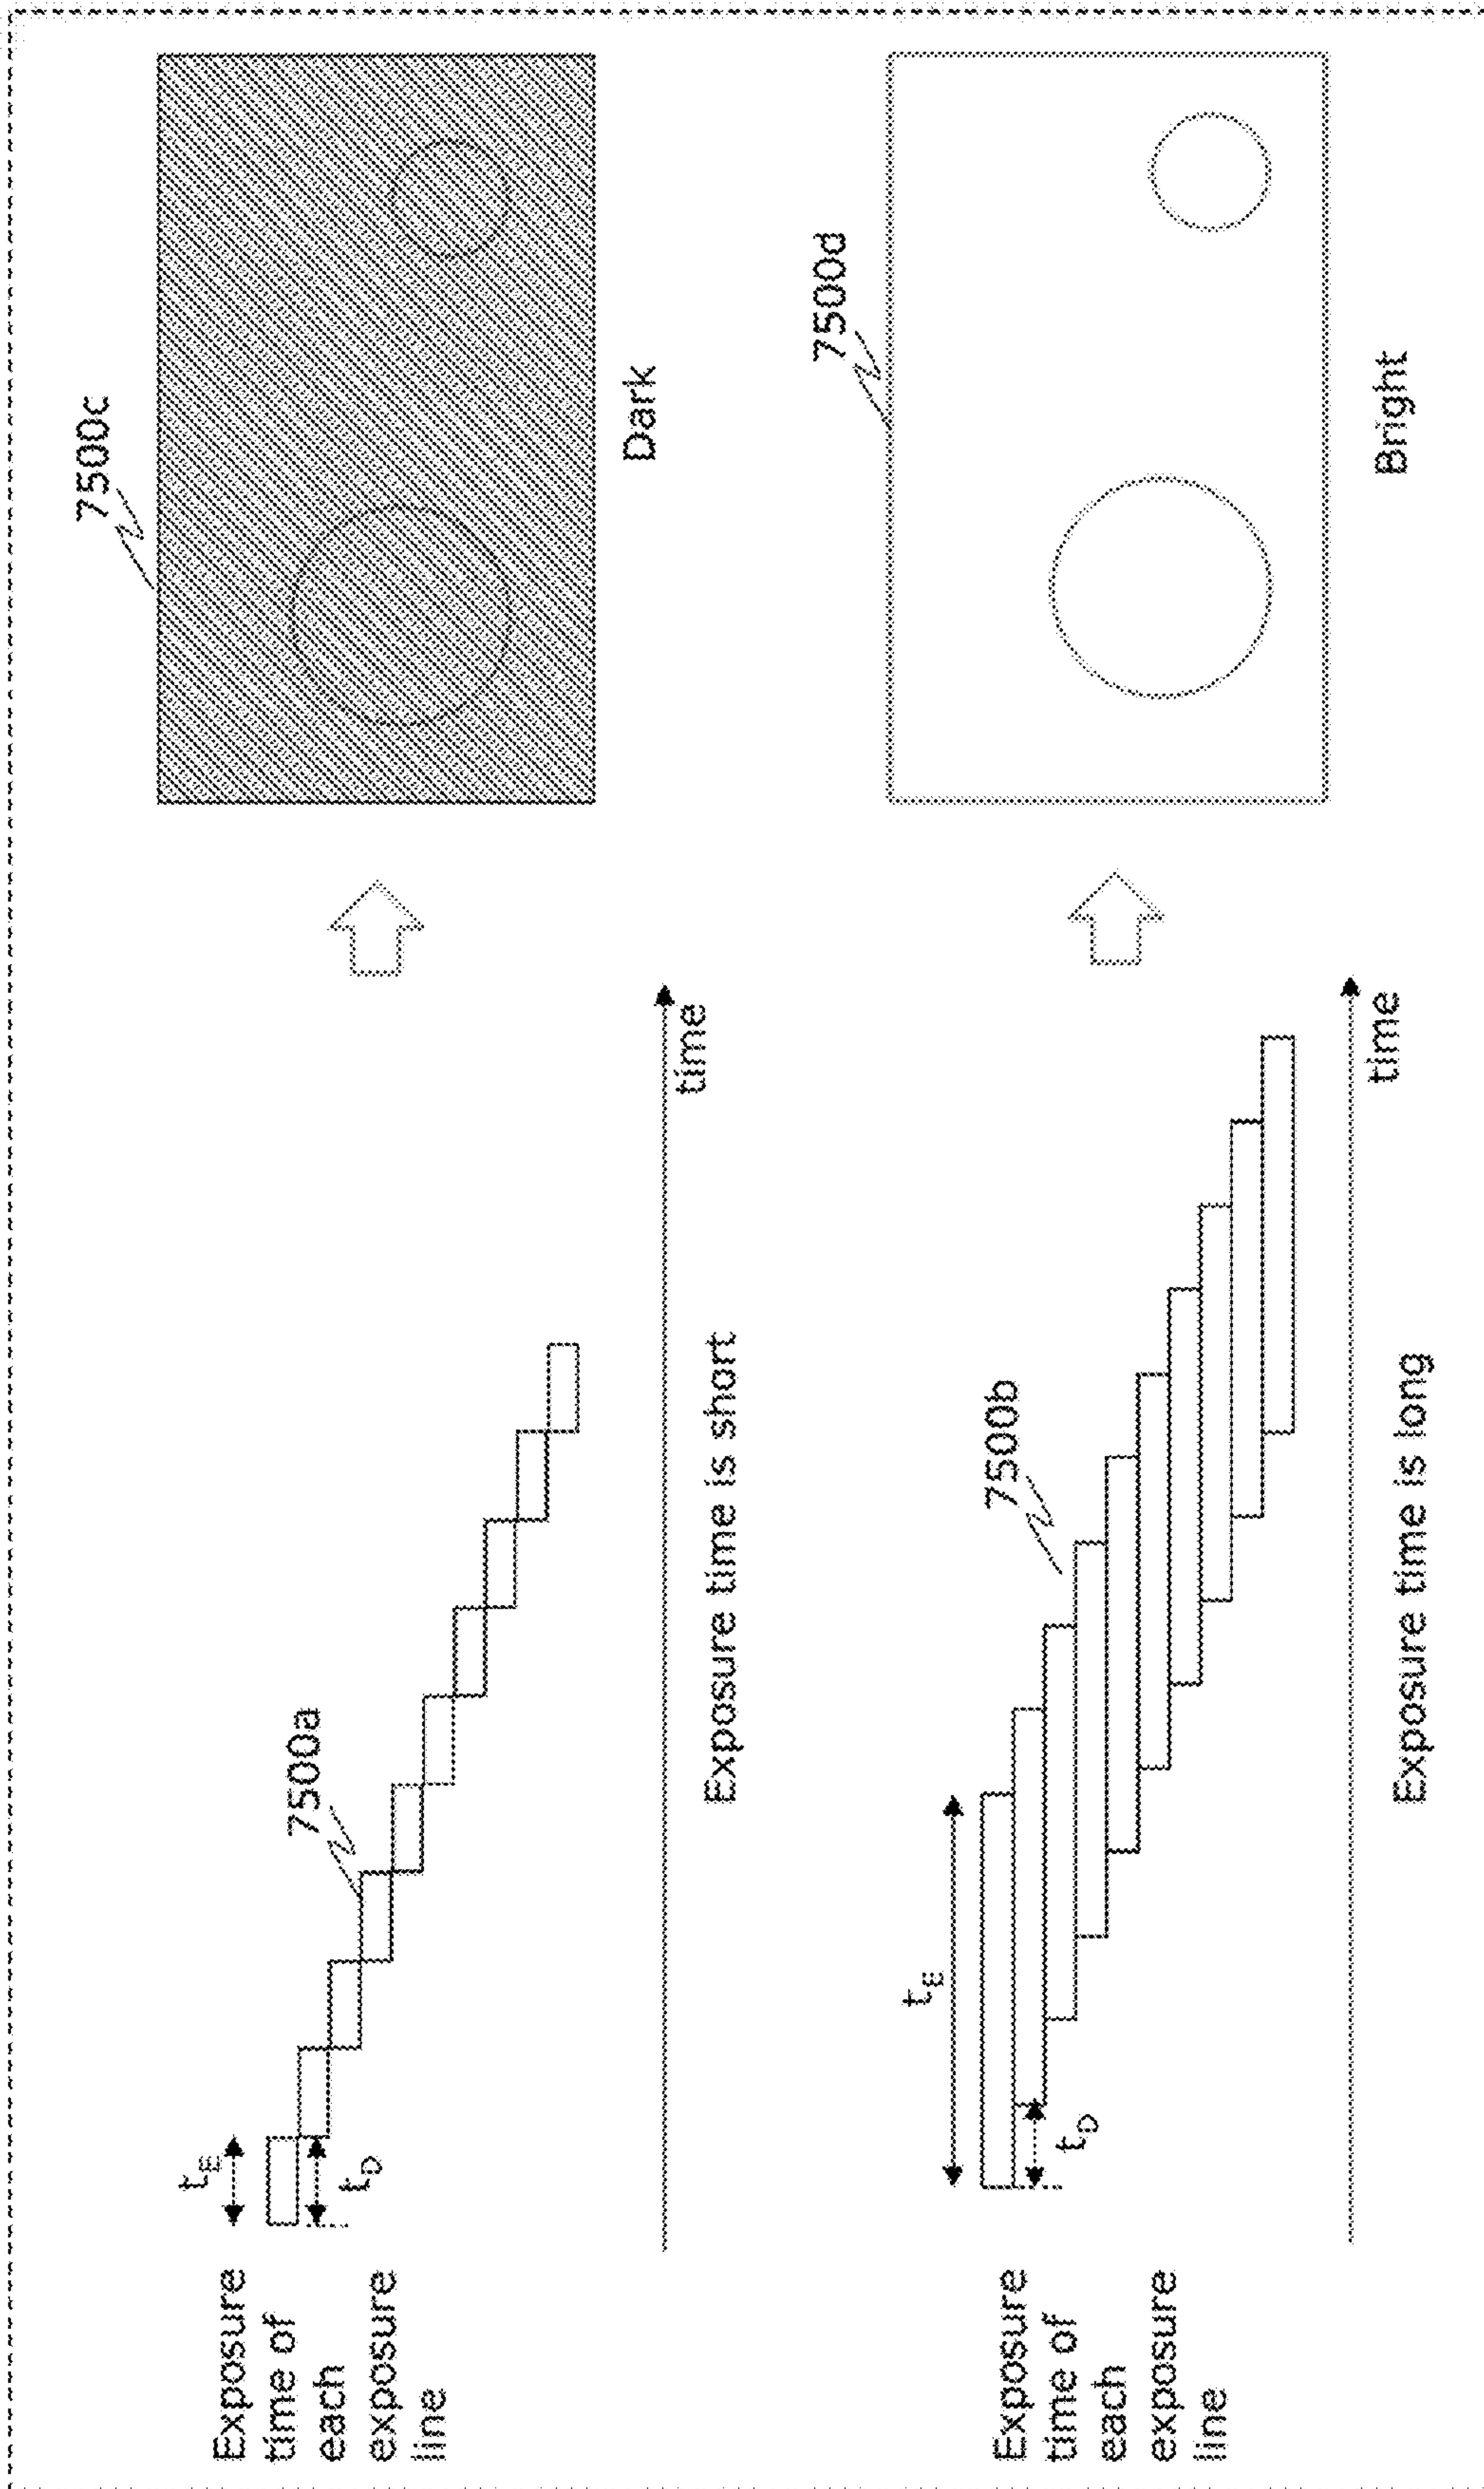 7500c
Exposure
time of
each
exposure
line
t_E
t_D
7500a
time
Exposure time is short
Dark
7500d
Exposure
time of
each
exposure
line
t_E
t_D
7500b
time
Exposure time is long
Bright